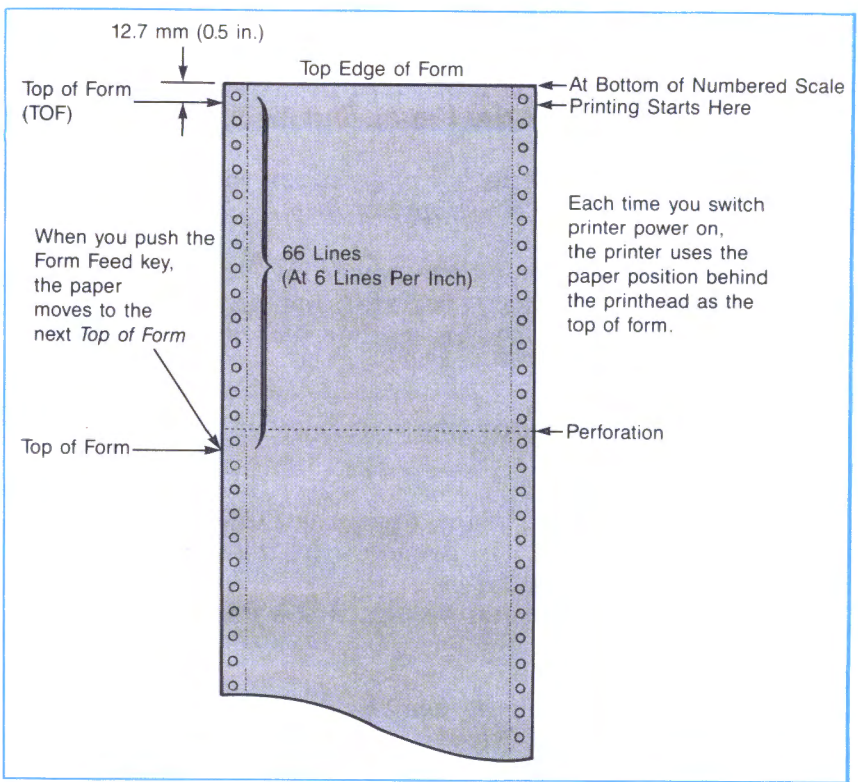 12.7 mm (0.5 in.)
Top Edge of Form
Top of Form
(TOF)
At Bottom of Numbered Scale
Printing Starts Here
When you push the
Form Feed key,
the paper
moves to the
next Top of Form
66 Lines
(At 6 Lines Per Inch)
Each time you switch
printer power on,
the printer uses the
paper position behind
the printhead as the
top of form.
Top of Form
Perforation